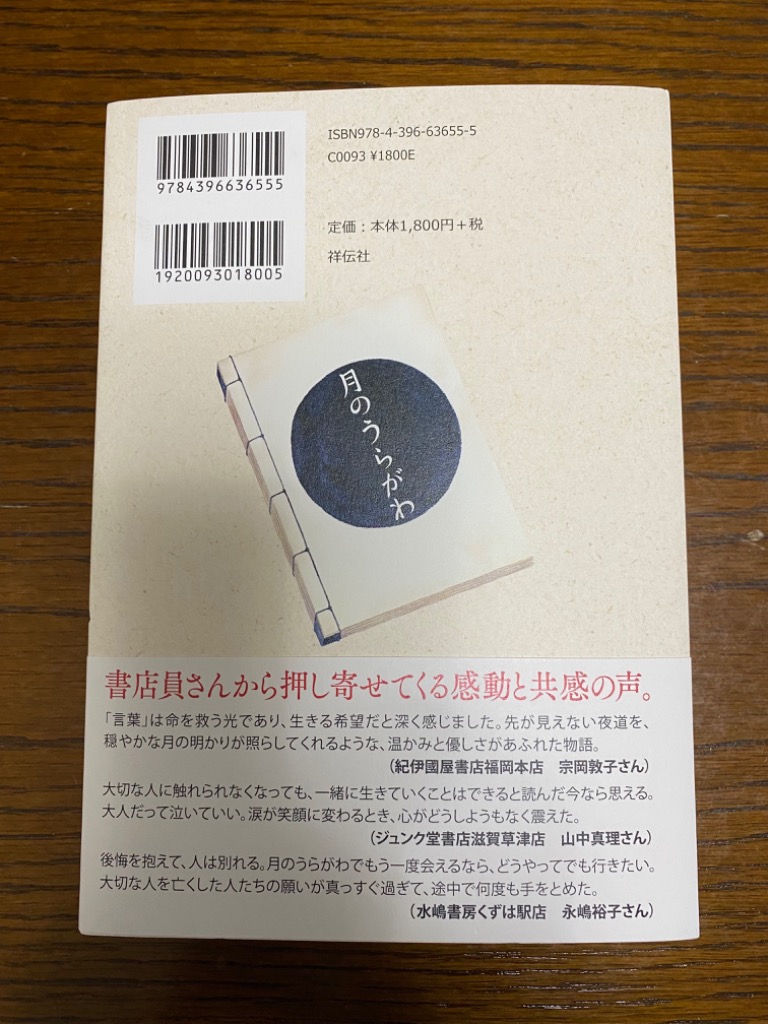 ISBN978-4-396-63655-5
C0093 ¥1800E
9784396636555
定価：本体1,800円＋税
1920093018005
祥伝社
月のうらがわ
書店員さんから押し寄せてくる感動と共感の声。
「言葉」は命を救う光であり、生きる希望だと深く感じました。先が見えない夜道を、
穏やかな月の明かりが照らしてくれるような、温かみと優しさがあふれた物語。
（紀伊國屋書店福岡本店　宗岡敦子さん）
大切な人に触れられなくなっても、一緒に生きていくことはできると読んだ今なら思える。
大人だって泣いていい。涙が笑顔に変わるとき、心がどうしようもなく震えた。
（ジュンク堂書店滋賀草津店　山中真理さん）
後悔を抱えて、人は別れる。月のうらがわでもう一度会えるなら、どうやってでも行きたい。
大切な人を亡くした人たちの願いが真っすぐ過ぎて、途中で何度も手をとめた。
（水嶋書房くずは駅店　永嶋裕子さん）